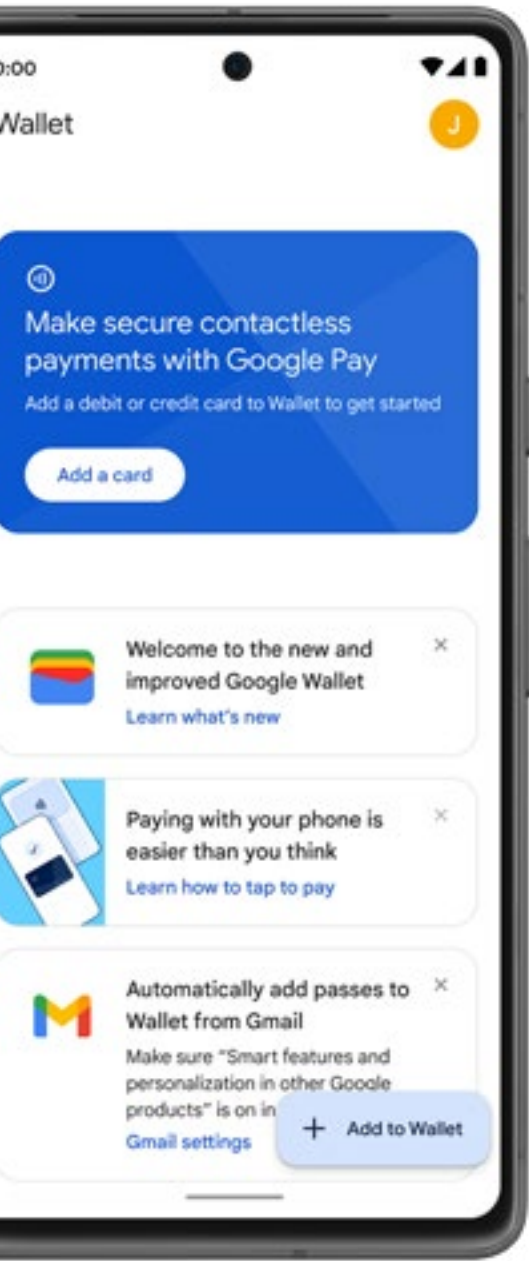 0:00
Wallet
J
Make secure contactless
payments with Google Pay
Add a debit or credit card to Wallet to get started
Add a card
Welcome to the new and
improved Google Wallet
Learn what's new
Paying with your phone is
easier than you think
Learn how to tap to pay
Automatically add passes to
Wallet from Gmail
Make sure "Smart features and
personalization in other Google
products" is on in
Gmail settings
+ Add to Wallet